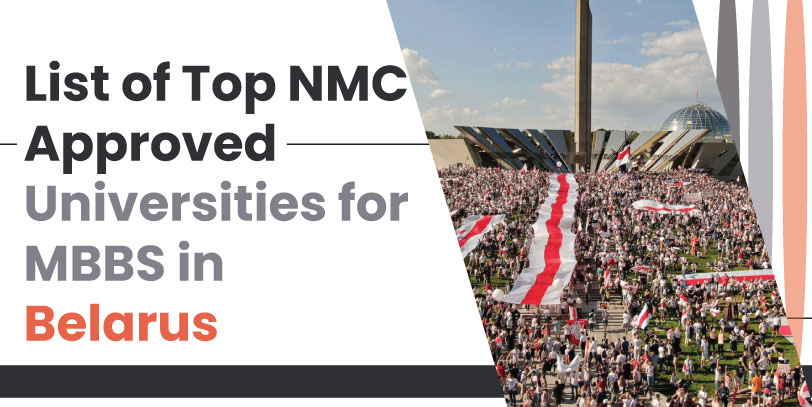 List of Top NMC
Approved
Universities for
MBBS in
Belarus